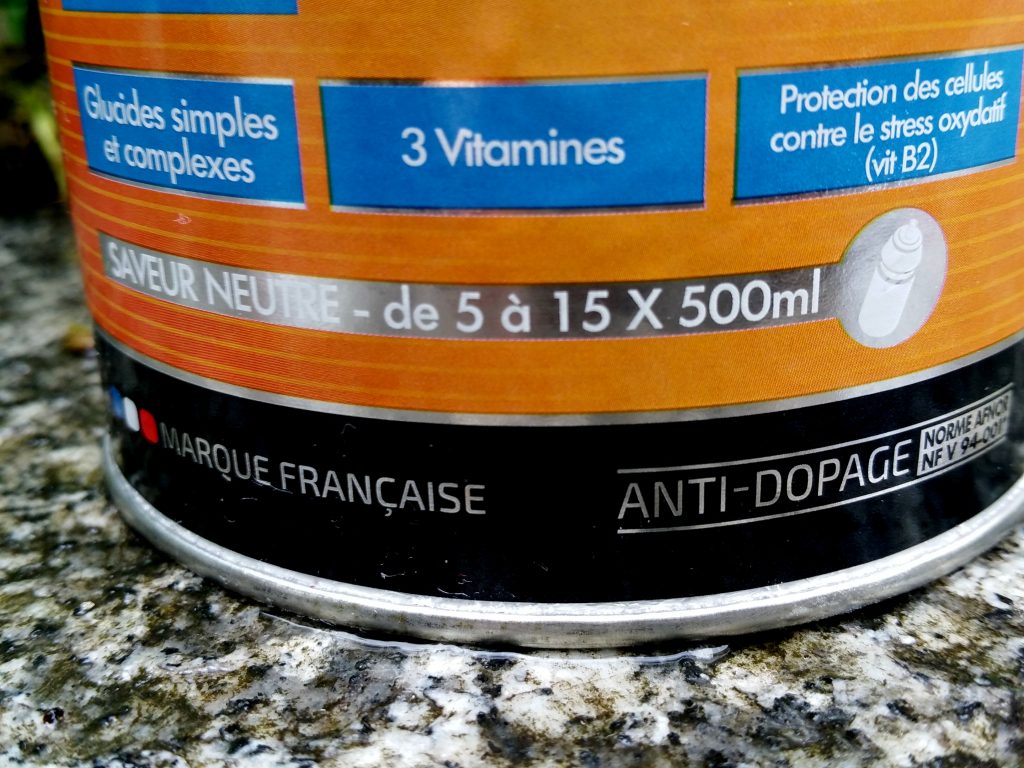 Glucides simples
et complexes
3 Vitamines
Protection des cellules
contre le stress oxydatif
(vit B2)
SAVEUR NEUTRE - de 5 à 15 X 500ml
MARQUE FRANÇAISE
ANTI-DOPAGE
NORME AFNOR
NF V 94-001